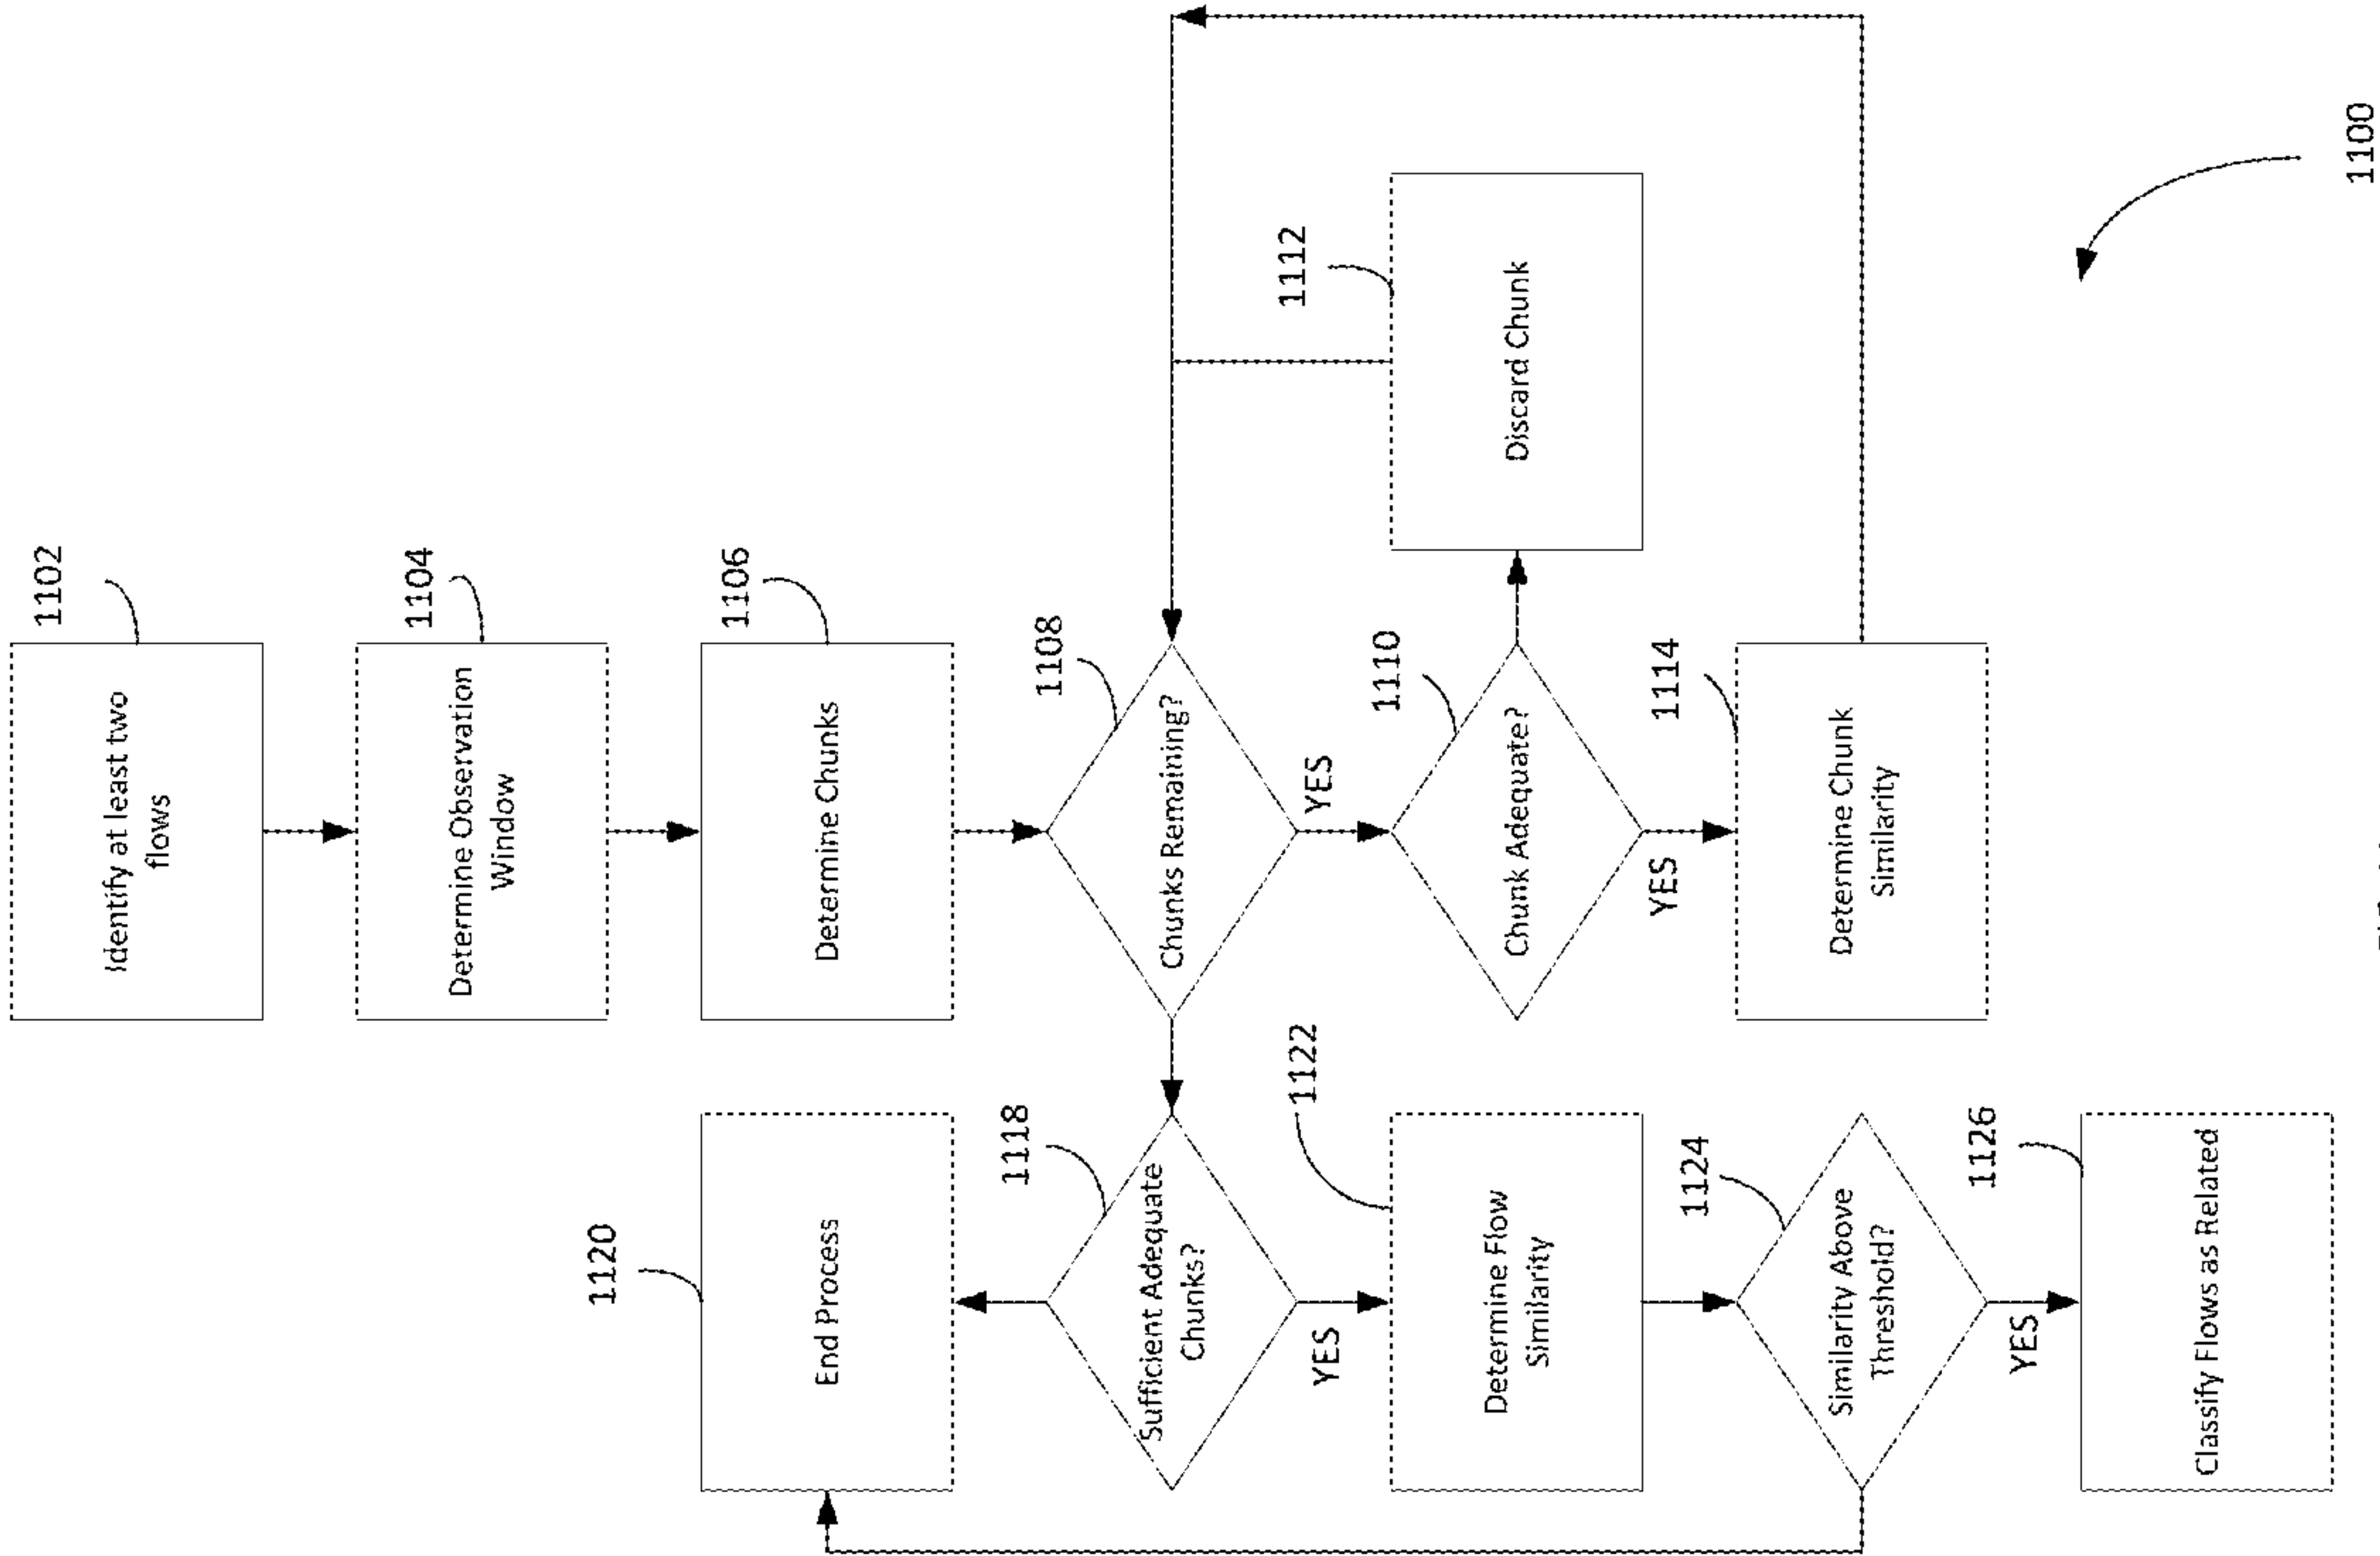 1102
Identify at least two
flows
1104
Determine Observation
Window
1120
End Process
1106
Determine Chunks
1118
Sufficient Adequate
Chunks?
YES
1108
Chunks Remaining?
YES
1112
Discard Chunk
1110
Chunk Adequate?
YES
1122
Determine Flow
Similarity
1114
Determine Chunk
Similarity
1124
Similarity Above
Threshold?
YES
1126
Classify Flows as Related
1100